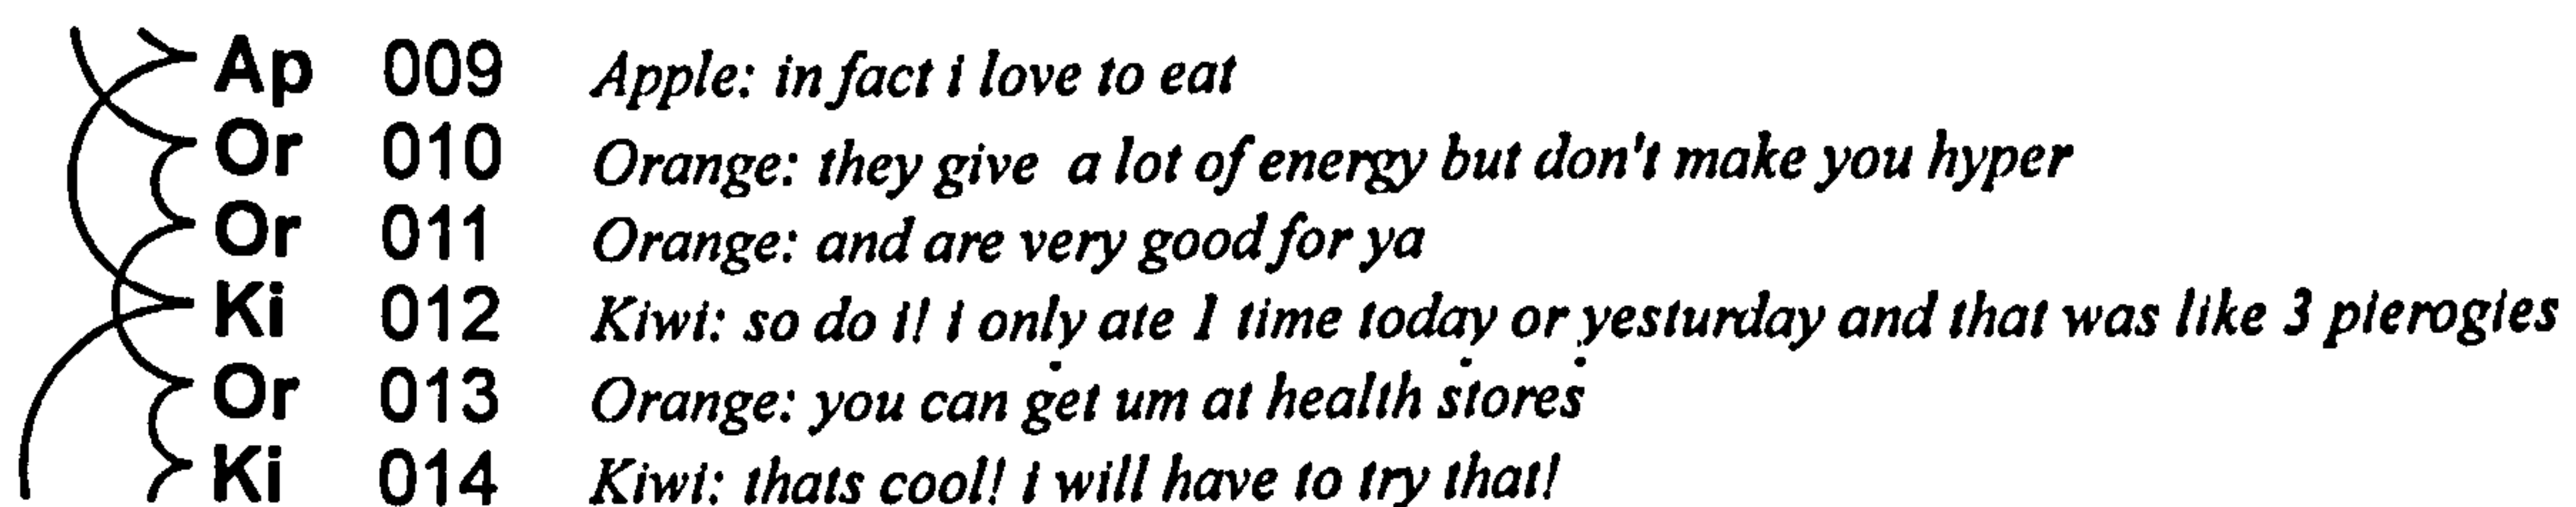 Ap 009 Apple: in fact i love to eat
Or 010 Orange: they give a lot of energy but don't make you hyper
Or 011 Orange: and are very good for ya
Ki 012 Kiwi: so do i! i only ate 1 time today or yesturday and that was like 3 pierogies
Or 013 Orange: you can get um at health stores
Ki 014 Kiwi: thats cool! i will have to try that!